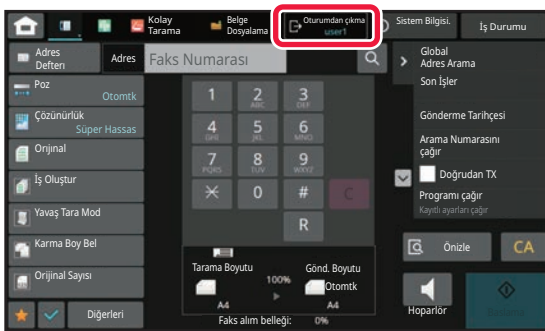 Kolay Tarama
Belge Dosyalama
Oturumdan çıkma
user1
Sistem Bilgisi.
İş Durumu
Adres Defteri
Adres
Faks Numarası
Poz
Otomtk
Çözünürlük
Süper Hassas
Orjınal
İş Oluştur
Yavaş Tara Mod
Karma Boy Bel
Orijinal Sayısı
Diğerleri
1
2
ABC
3
DEF
4
GHI
5
JKL
6
MNO
7
PQRS
8
TUV
9
WXYZ
0
#
C
R
Tarama Boyutu
100%
Gönd. Boyutu
Otomtk
A4
A4
Faks alım belleği: 0%
Global
Adres Arama
Son İşler
Gönderme Tarihçesi
Arama Numarasını
çağır
Doğrudan TX
Programı çağır
Kayıtlı ayarları çağır
Önizle
CA
Hoparlör